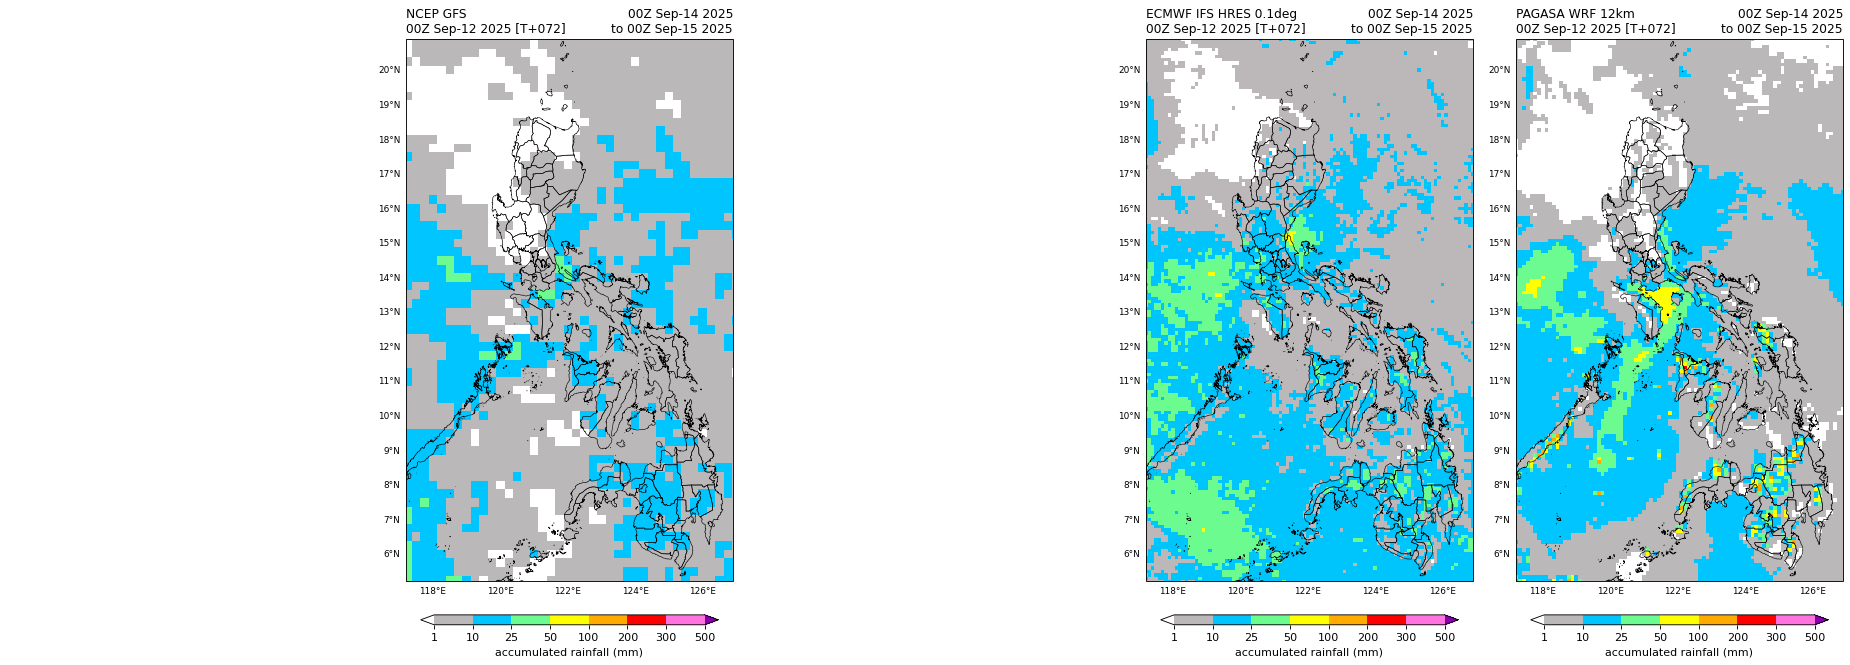 NCEP GFS 00Z Sep-14 2025
00Z Sep-12 2025 [T+072] to 00Z Sep-15 2025
20°N
19°N
18°N
17°N
16°N
15°N
14°N
13°N
12°N
11°N
10°N
9°N
8°N
7°N
6°N
118°E 120°E 122°E 124°E 126°E
1 10 25 50 100 200 300 500
accumulated rainfall (mm)
ECMWF IFS HRES 0.1deg 00Z Sep-14 2025
00Z Sep-12 2025 [T+072] to 00Z Sep-15 2025
20°N
19°N
18°N
17°N
16°N
15°N
14°N
13°N
12°N
11°N
10°N
9°N
8°N
7°N
6°N
118°E 120°E 122°E 124°E 126°E
1 10 25 50 100 200 300 500
accumulated rainfall (mm)
PAGASA WRF 12km 00Z Sep-14 2025
00Z Sep-12 2025 [T+072] to 00Z Sep-15 2025
20°N
19°N
18°N
17°N
16°N
15°N
14°N
13°N
12°N
11°N
10°N
9°N
8°N
7°N
6°N
118°E 120°E 122°E 124°E 126°E
1 10 25 50 100 200 300 500
accumulated rainfall (mm)